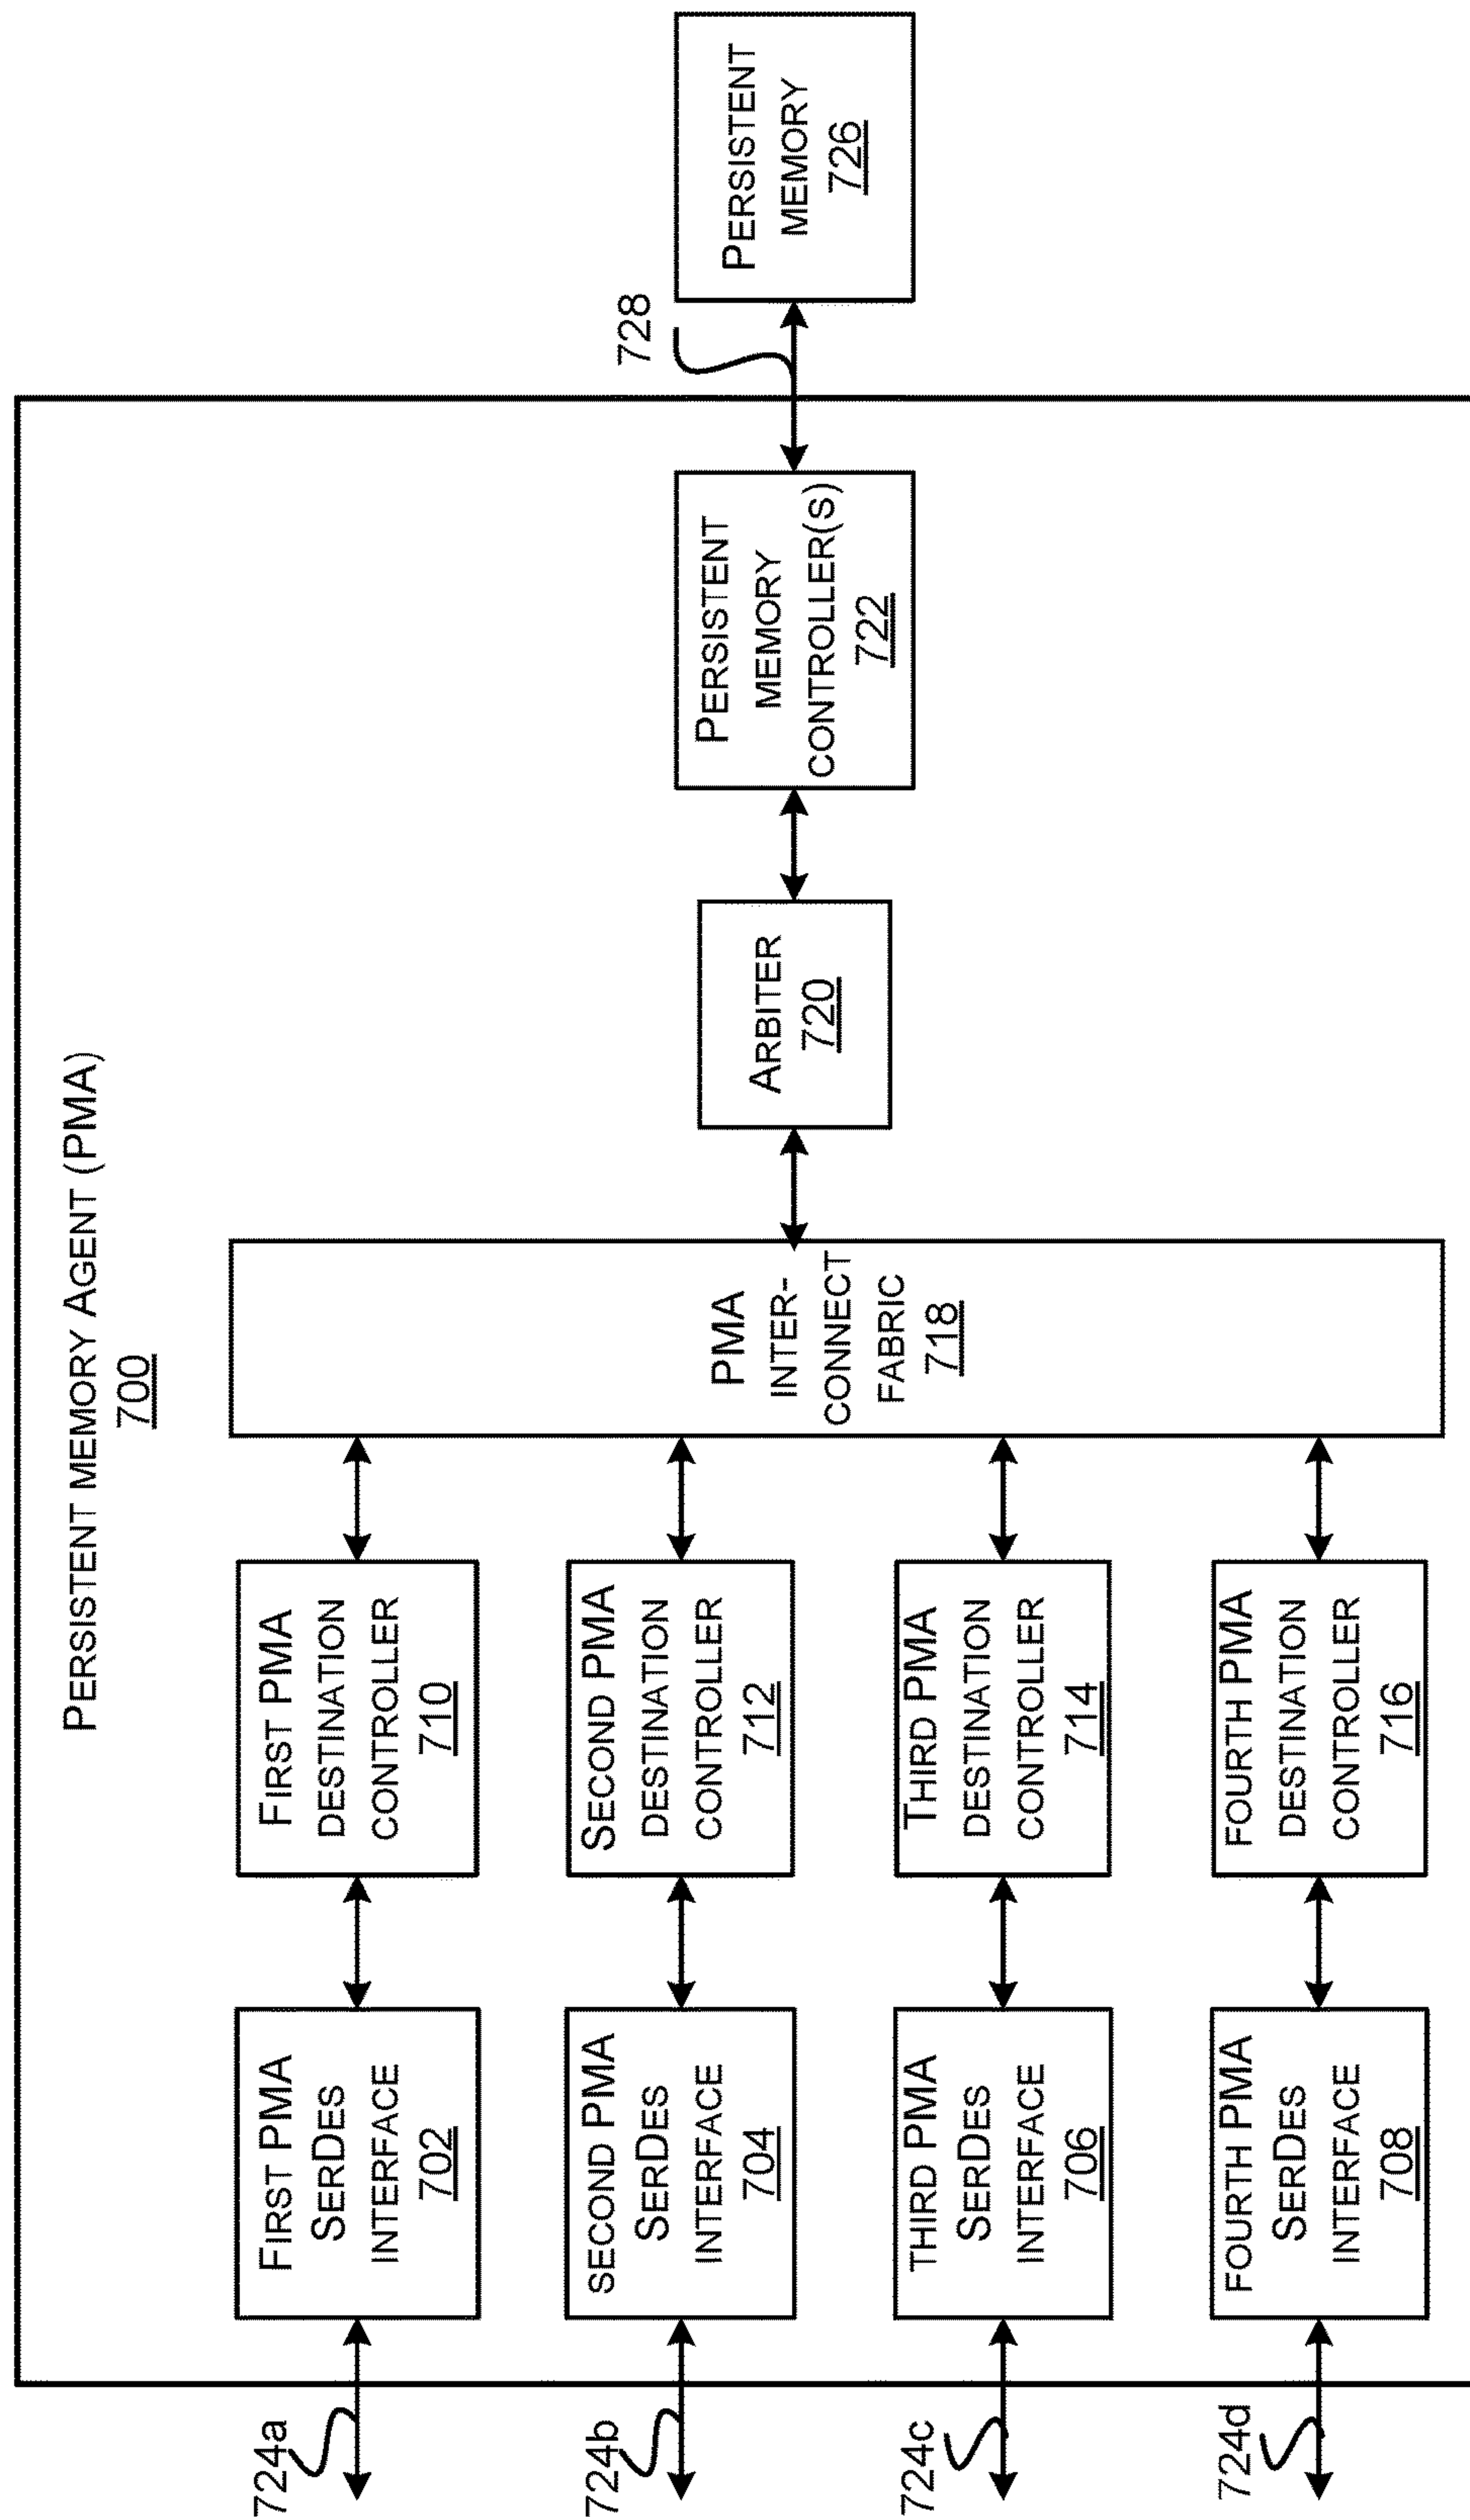 PERSISTENT MEMORY AGENT (PMA)
700
724a
FIRST PMA
SERDES
INTERFACE
702
FIRST PMA
DESTINATION
CONTROLLER
710
724b
SECOND PMA
SERDES
INTERFACE
704
SECOND PMA
DESTINATION
CONTROLLER
712
724c
THIRD PMA
SERDES
INTERFACE
706
THIRD PMA
DESTINATION
CONTROLLER
714
724d
FOURTH PMA
SERDES
INTERFACE
708
FOURTH PMA
DESTINATION
CONTROLLER
716
PMA
INTER-
CONNECT
FABRIC
718
ARBITER
720
PERSISTENT
MEMORY
CONTROLLER(S)
722
728
PERSISTENT
MEMORY
726